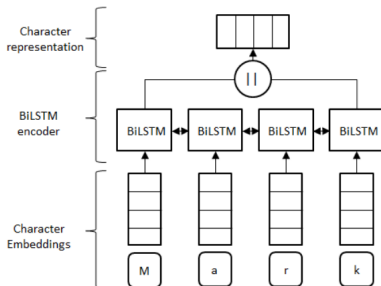 Character
representation
||
BiLSTM
encoder
BiLSTM BiLSTM BiLSTM BiLSTM
Character
Embeddings
M a r k